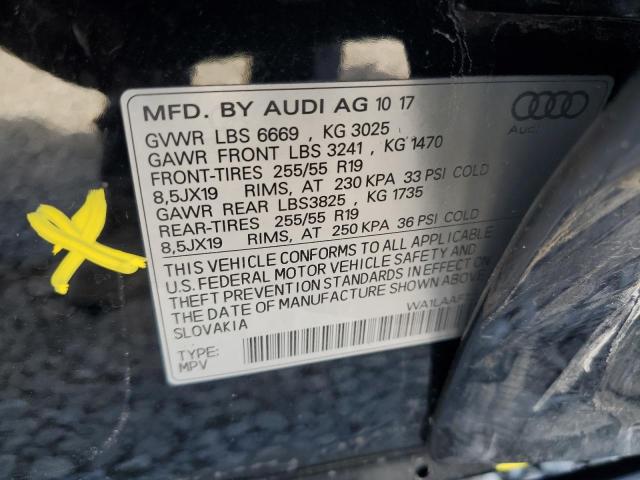 MFD. BY AUDI AG 10 17
GVWR LBS 6669 , KG 3025
GAWR FRONT LBS 3241 , KG 1470
FRONT-TIRES 255/55 R19
8,5JX19 RIMS, AT 230 KPA 33 PSI COLD
GAWR REAR LBS3825 , KG 1735
REAR-TIRES 255/55 R19
8,5JX19 RIMS, AT 250 KPA 36 PSI COLD
THIS VEHICLE CONFORMS TO ALL APPLICABLE
U.S. FEDERAL MOTOR VEHICLE SAFETY AND
THEFT PREVENTION STANDARDS IN EFFECT
THE DATE OF MANUFACTURE SHOWN ABOVE
SLOVAKIA
WA1LAAF
TYPE:
MPV
Audi